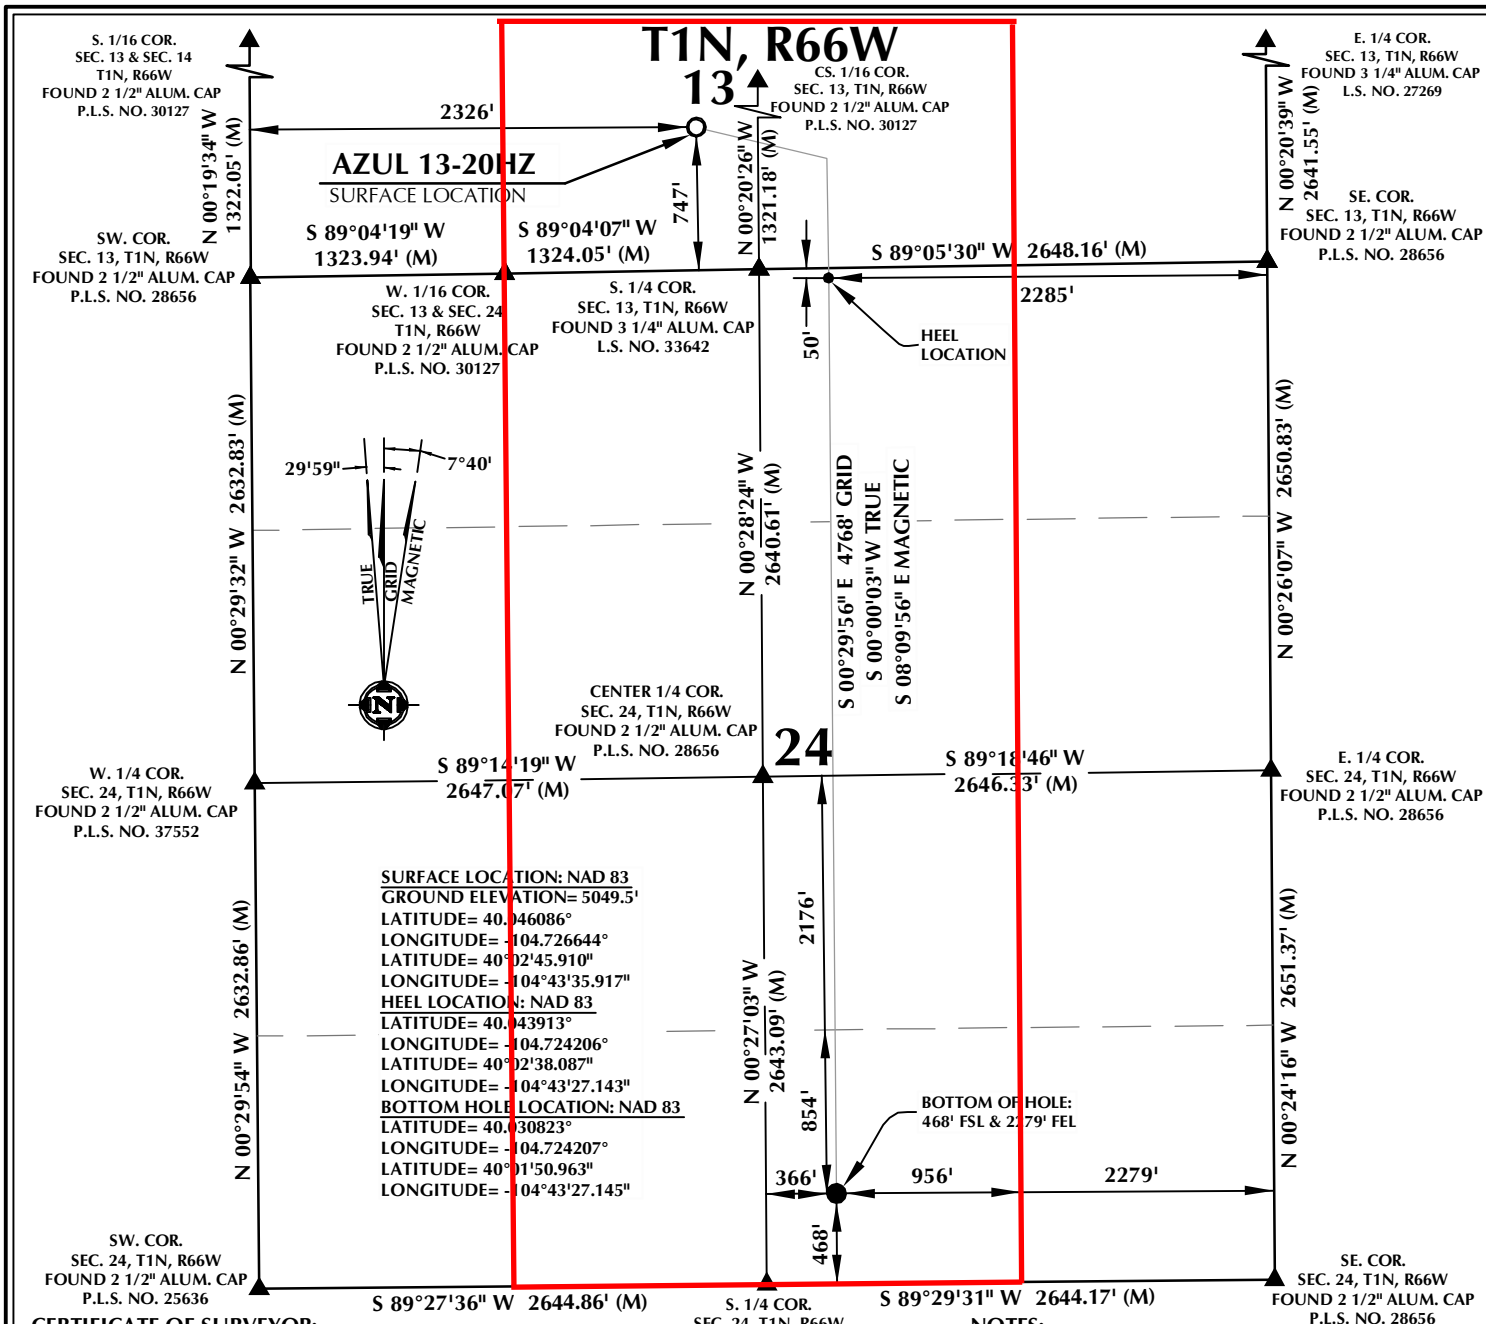 T1N, R66W
13
S. 1/16 COR.
SEC. 13 & SEC. 14
T1N, R66W
FOUND 2 1/2" ALUM. CAP
P.L.S. NO. 30127
N 00°19'34" W
1322.05' (M)
2326'
AZUL 13-20HZ
SURFACE LOCATION
747'
CS. 1/16 COR.
SEC. 13, T1N, R66W
FOUND 2 1/2" ALUM. CAP
P.L.S. NO. 30127
N 00°20'26" W
1321.18' (M)
E. 1/4 COR.
SEC. 13, T1N, R66W
FOUND 3 1/4" ALUM. CAP
L.S. NO. 27269
N 00°20'39" W
2641.55' (M)
SW. COR.
SEC. 13, T1N, R66W
FOUND 2 1/2" ALUM. CAP
P.L.S. NO. 28656
S 89°04'19" W
1323.94' (M)
S 89°04'07" W
1324.05' (M)
S 89°05'30" W 2648.16' (M)
SE. COR.
SEC. 13, T1N, R66W
FOUND 2 1/2" ALUM. CAP
P.L.S. NO. 28656
W. 1/16 COR.
SEC. 13 & SEC. 24
T1N, R66W
FOUND 2 1/2" ALUM. CAP
P.L.S. NO. 30127
S. 1/4 COR.
SEC. 13, T1N, R66W
FOUND 3 1/4" ALUM. CAP
L.S. NO. 33642
50'
2285'
HEEL
LOCATION
N 00°29'32" W 2632.83' (M)
29'59"
7°40'
TRUE
GRID
MAGNETIC
N
N 00°28'24" W
2640.61' (M)
S 00°29'56" E 4768' GRID
S 00°00'03" W TRUE
S 08°09'56" E MAGNETIC
N 00°26'07" W 2650.83' (M)
CENTER 1/4 COR.
SEC. 24, T1N, R66W
FOUND 2 1/2" ALUM. CAP
P.L.S. NO. 28656
24
W. 1/4 COR.
SEC. 24, T1N, R66W
FOUND 2 1/2" ALUM. CAP
P.L.S. NO. 37552
S 89°14'19" W
2647.07' (M)
S 89°18'46" W
2646.33' (M)
E. 1/4 COR.
SEC. 24, T1N, R66W
FOUND 2 1/2" ALUM. CAP
P.L.S. NO. 28656
SURFACE LOCATION: NAD 83
GROUND ELEVATION= 5049.5'
LATITUDE= 40.046086°
LONGITUDE= -104.726644°
LATITUDE= 40°02'45.910"
LONGITUDE= -104°43'35.917"
HEEL LOCATION: NAD 83
LATITUDE= 40.043913°
LONGITUDE= -104.724206°
LATITUDE= 40°02'38.087"
LONGITUDE= -104°43'27.143"
BOTTOM HOLE LOCATION: NAD 83
LATITUDE= 40.030823°
LONGITUDE= -104.724207°
LATITUDE= 40°01'50.963"
LONGITUDE= -104°43'27.145"
N 00°29'54" W 2632.86' (M)
N 00°27'03" W
2643.09' (M)
2176'
854'
N 00°24'16" W 2651.37' (M)
BOTTOM OF HOLE:
468' FSL & 2279' FEL
366'
956'
2279'
468'
SW. COR.
SEC. 24, T1N, R66W
FOUND 2 1/2" ALUM. CAP
P.L.S. NO. 25636
S 89°27'36" W 2644.86' (M)
S. 1/4 COR.
SEC. 24, T1N, R66W
S 89°29'31" W 2644.17' (M)
SE. COR.
SEC. 24, T1N, R66W
FOUND 2 1/2" ALUM. CAP
P.L.S. NO. 28656
CERTIFICATE OF SURVEYOR:
NOTES: